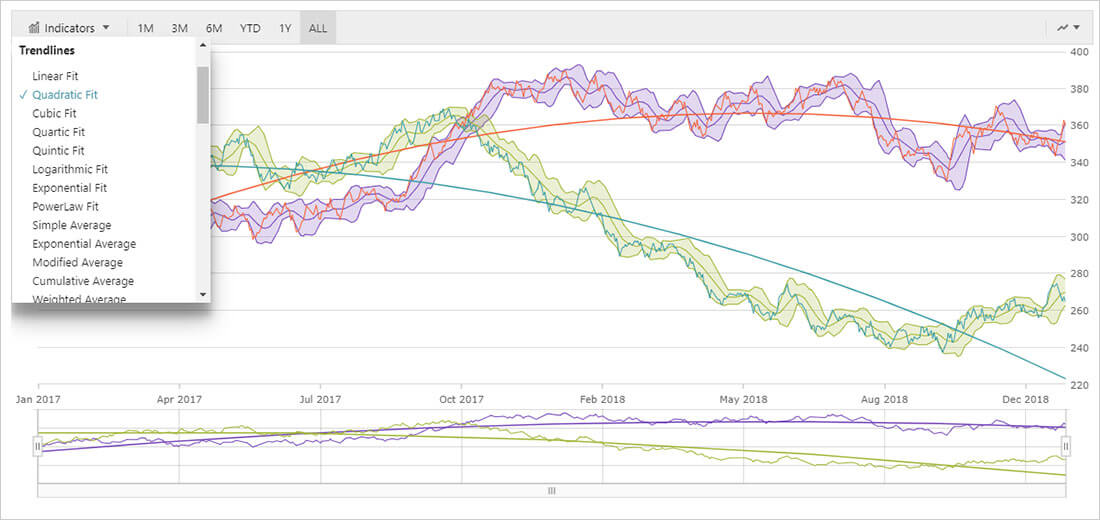 Indicators 1M 3M 6M YTD 1Y ALL
Trendlines
Linear Fit
✓ Quadratic Fit
Cubic Fit
Quartic Fit
Quintic Fit
Logarithmic Fit
Exponential Fit
PowerLaw Fit
Simple Average
Exponential Average
Modified Average
Cumulative Average
Weighted Average
400
380
360
340
320
300
280
260
240
220
Jan 2017 Apr 2017 Jul 2017 Oct 2017 Feb 2018 May 2018 Aug 2018 Dec 2018